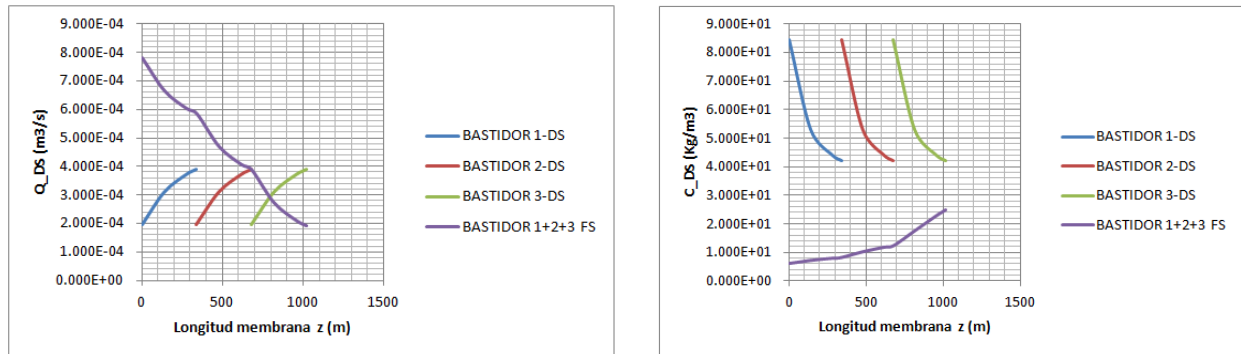 Q_DS (m3/s)
9.000E-04
8.000E-04
7.000E-04
6.000E-04
5.000E-04
4.000E-04
3.000E-04
2.000E-04
1.000E-04
0.000E+00
0
500
1000
1500
Longitud membrana z (m)
BASTIDOR 1-DS
BASTIDOR 2-DS
BASTIDOR 3-DS
BASTIDOR 1+2+3 FS
C_DS (Kg/m3)
9.000E+01
8.000E+01
7.000E+01
6.000E+01
5.000E+01
4.000E+01
3.000E+01
2.000E+01
1.000E+01
0.000E+00
0
500
1000
1500
Longitud membrana z (m)
BASTIDOR 1-DS
BASTIDOR 2-DS
BASTIDOR 3-DS
BASTIDOR 1+2+3 FS